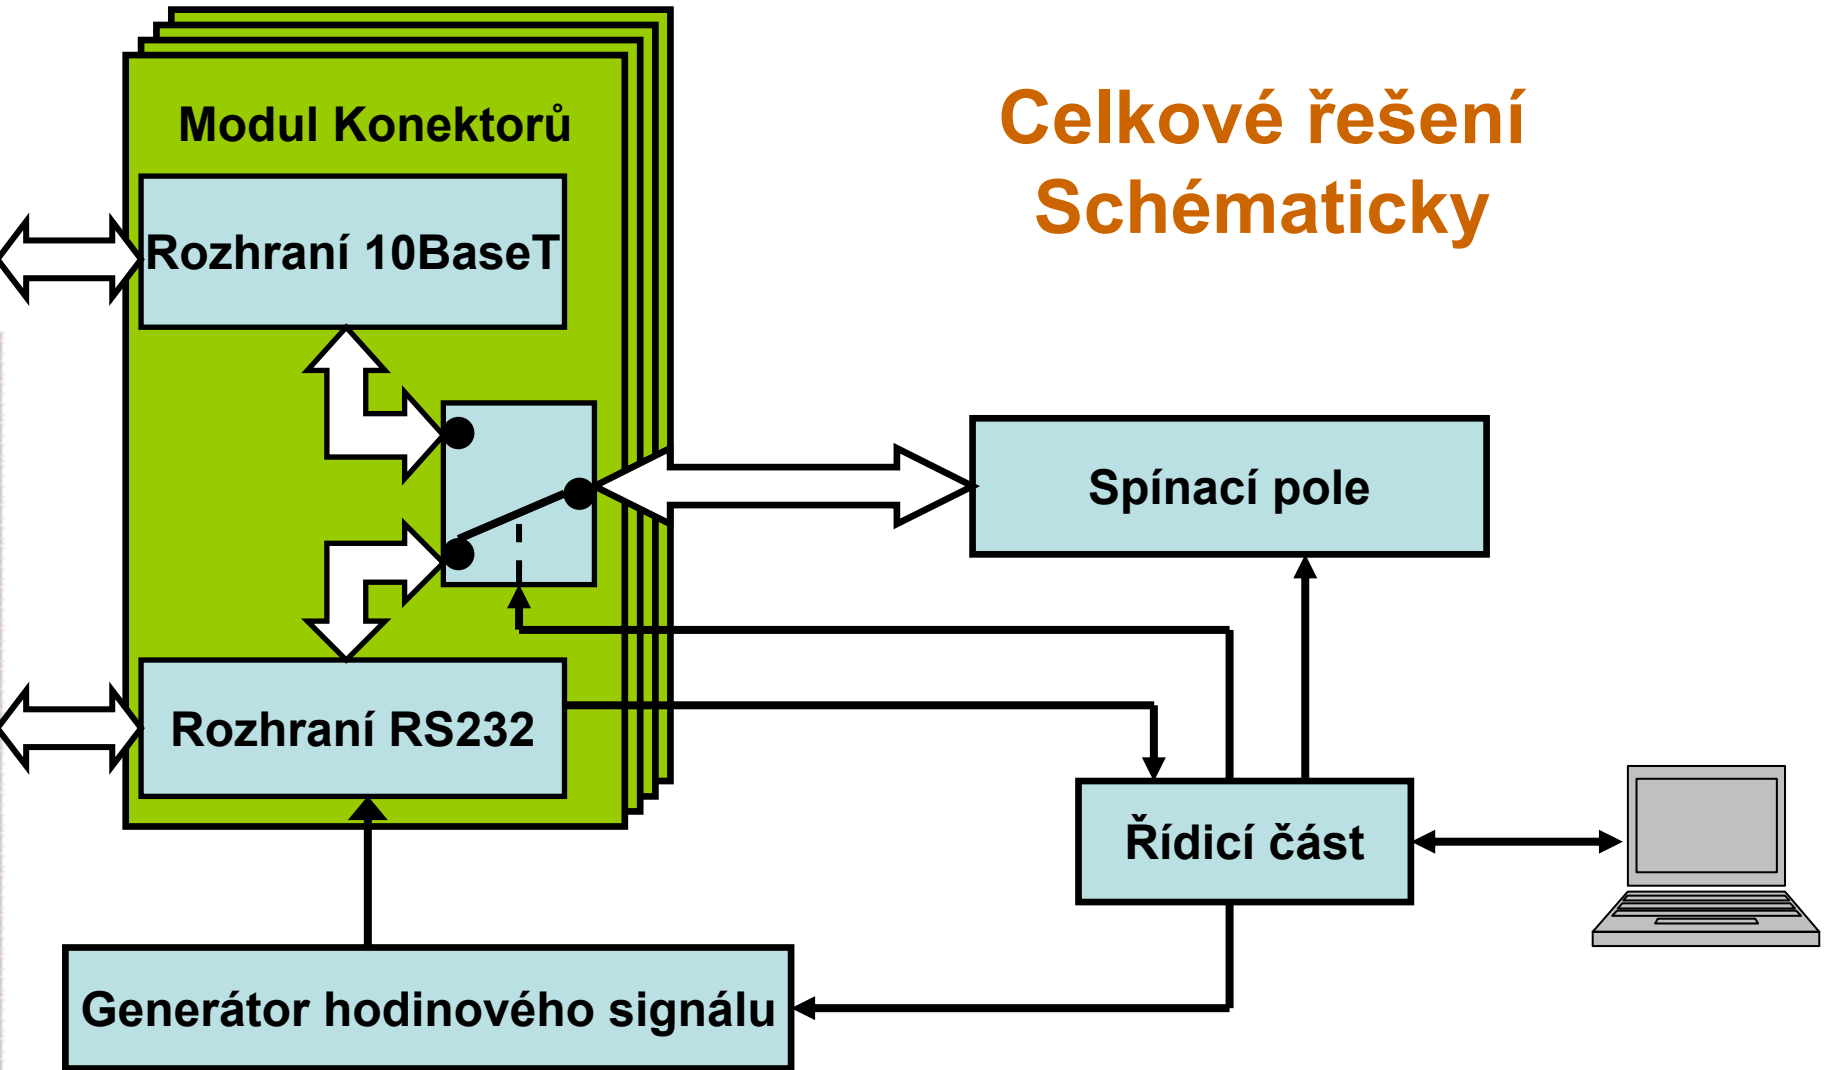 Celkové řešení
Schématicky
Modul Konektorů
Rozhraní 10BaseT
Spínací pole
Rozhraní RS232
Řídicí část
Generátor hodinového signálu